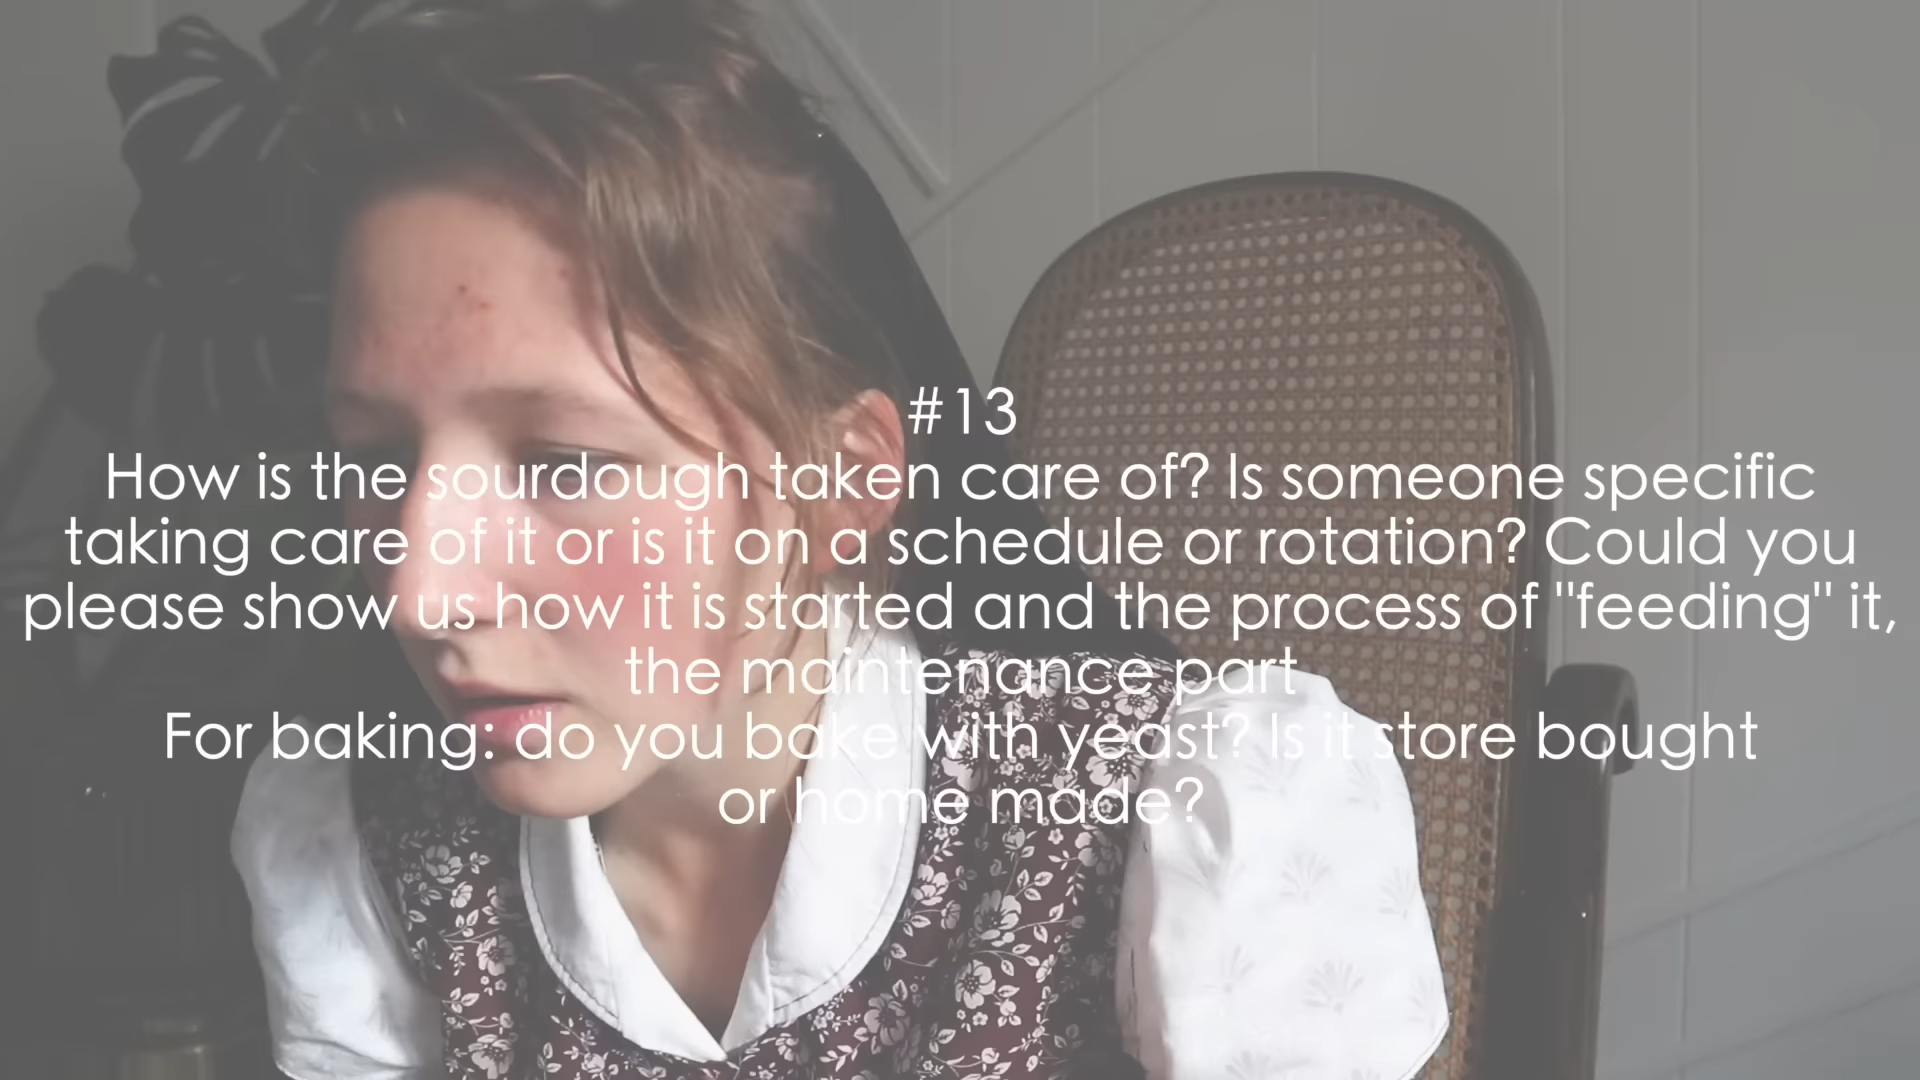 #13
How is the sourdough taken care of? Is someone specific
taking care of it or is it on a schedule or rotation? Could you
please show us how it is started and the process of "feeding" it,
the maintenance part
For baking: do you bake with yeast? Is it store bought
or home made?